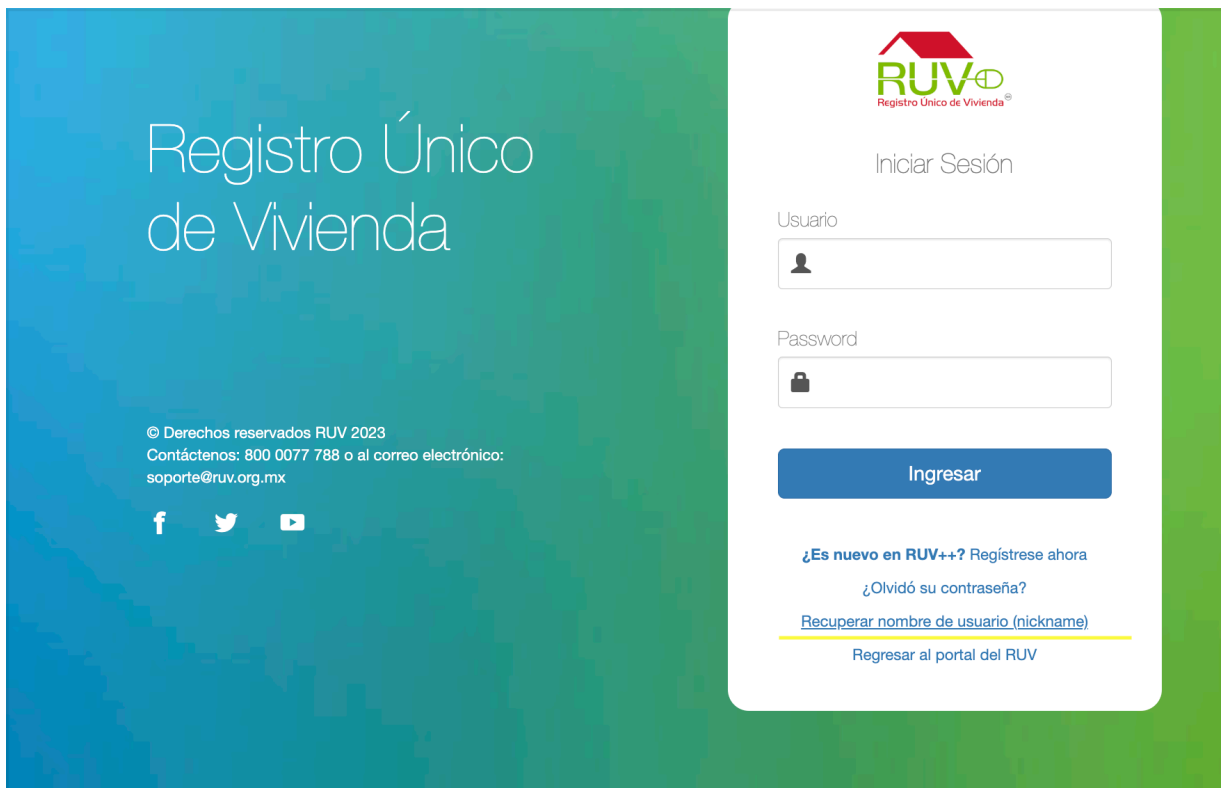 Registro Único
de Vivienda
© Derechos reservados RUV 2023
Contáctenos: 800 0077 788 o al correo electrónico:
soporte@ruv.org.mx
RUV
Registro Único de Vivienda
Iniciar Sesión
Usuario
Password
Ingresar
¿Es nuevo en RUV++? Regístrese ahora
¿Olvidó su contraseña?
Recuperar nombre de usuario (nickname)
Regresar al portal del RUV